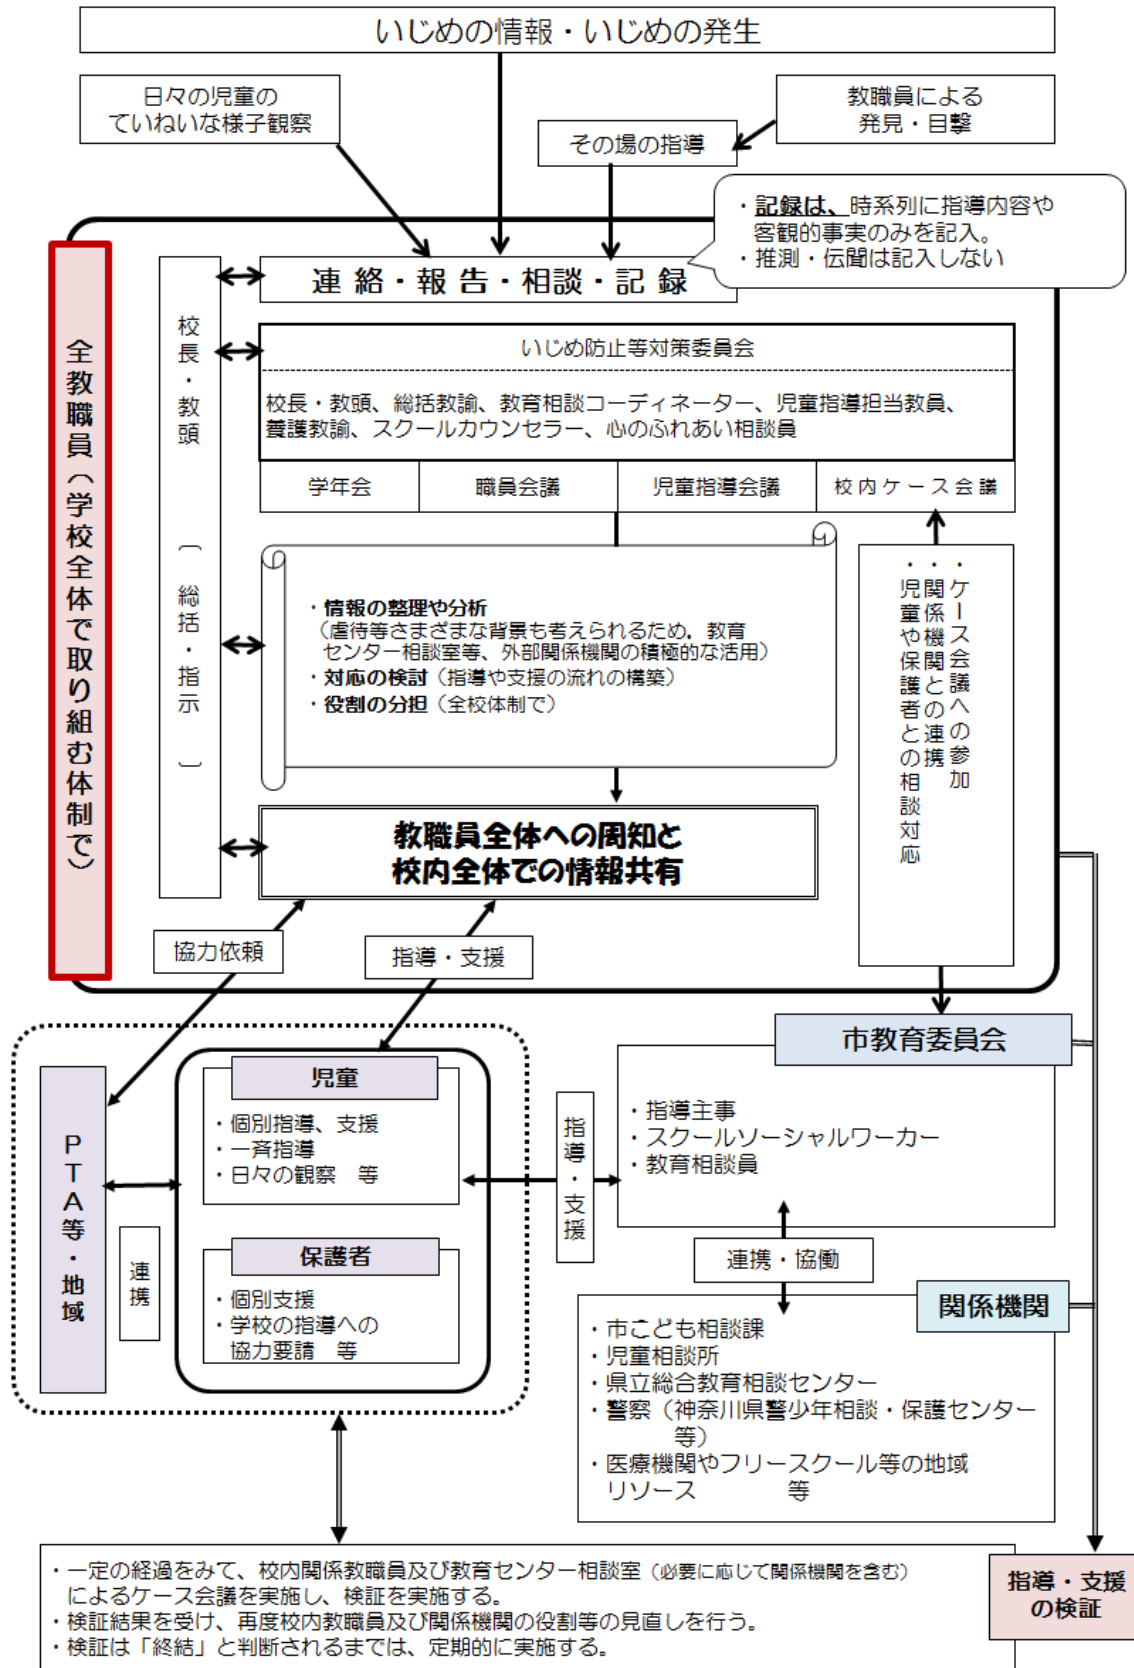 いじめの情報・いじめの発生
日々の児童の
ていねいな様子観察
教職員による
発見・目撃
その場の指導
・記録は、時系列に指導内容や
客観的事実のみを記入。
・推測・伝聞は記入しない
全教職員（学校全体で取り組む体制で）
校長・教頭
〔総括・指示〕
連絡・報告・相談・記録
いじめ防止等対策委員会
校長・教頭、総括教諭、教育相談コーディネーター、児童指導担当教員、
養護教諭、スクールカウンセラー、心のふれあい相談員
学年会
職員会議
児童指導会議
校内ケース会議
・情報の整理や分析
（虐待等さまざまな背景も考えられるため，教育
センター相談室等、外部関係機関の積極的な活用）
・対応の検討（指導や支援の流れの構築）
・役割の分担（全校体制で）
・ケース会議への参加
・関係機関との連携
・児童や保護者との相談対応
教職員全体への周知と
校内全体での情報共有
協力依頼
指導・支援
市教育委員会
・指導主事
・スクールソーシャルワーカー
・教育相談員
PTA等・地域
連携
児童
・個別指導、支援
・一斉指導
・日々の観察　等
保護者
・個別支援
・学校の指導への
協力要請　等
指導・支援
連携・協働
関係機関
・市こども相談課
・児童相談所
・県立総合教育相談センター
・警察（神奈川県警少年相談・保護センター
等）
・医療機関やフリースクール等の地域
リソース　　　　等
・一定の経過をみて、校内関係教職員及び教育センター相談室（必要に応じて関係機関を含む）
によるケース会議を実施し、検証を実施する。
・検証結果を受け、再度校内教職員及び関係機関の役割等の見直しを行う。
・検証は「終結」と判断されるまでは、定期的に実施する。
指導・支援
の検証